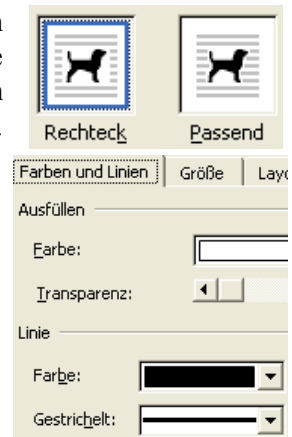 Rechteck Passend
Farben und Linien Größe
Ausfüllen
Farbe:
Transparenz:
Linie
Farbe:
Gestrichelt: